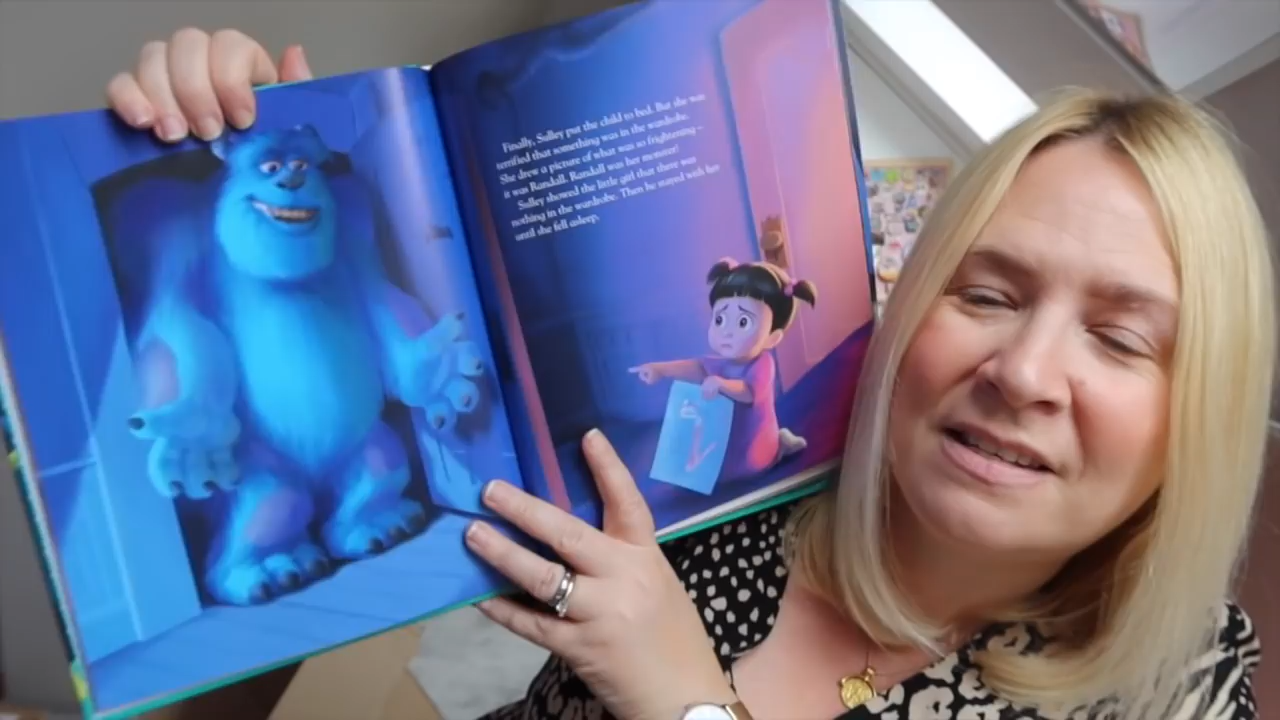 Finally, Sulley put the child to bed. But she was
terrified that something was in the wardrobe.
She drew a picture of what was so frightening –
it was Randall. Randall was her monster!
Sulley showed the little girl that there was
nothing in the wardrobe. Then he stayed with her
until she fell asleep.